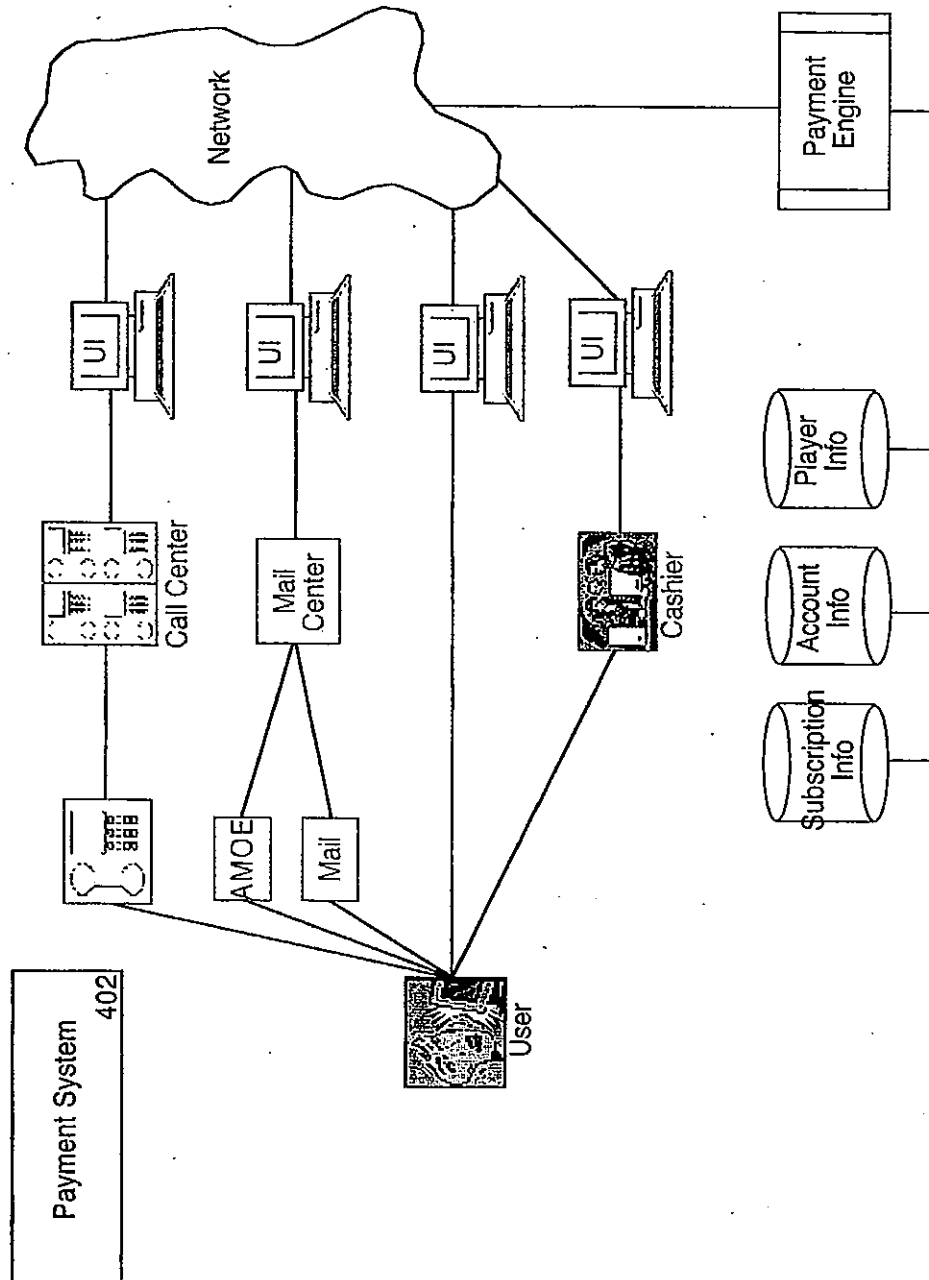 Payment System
402
User
AMOE
Mail
Call Center
Mail
Center
Cashier
UI
UI
UI
UI
Network
Subscription
Info
Account
Info
Player
Info
Payment
Engine